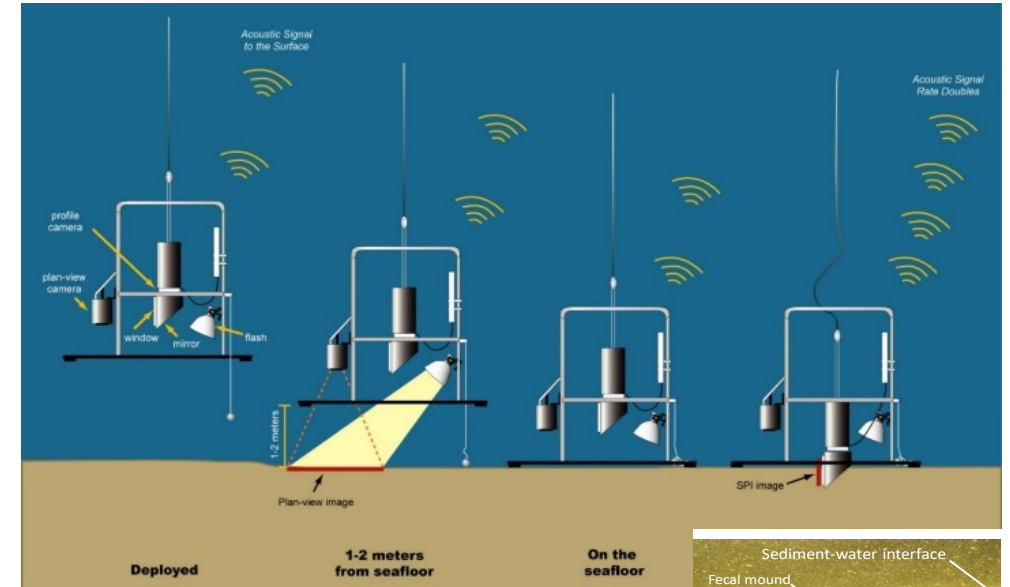 Acoustic Signal
to the Surface
Acoustic Signal
Rate Doubles
profile
camera
plan-view
camera
window
mirror
flash
1-2 meters
Plan-view image
SPI image
Deployed
1-2 meters
from seafloor
On the
seafloor
Sediment-water interface
Fecal mound